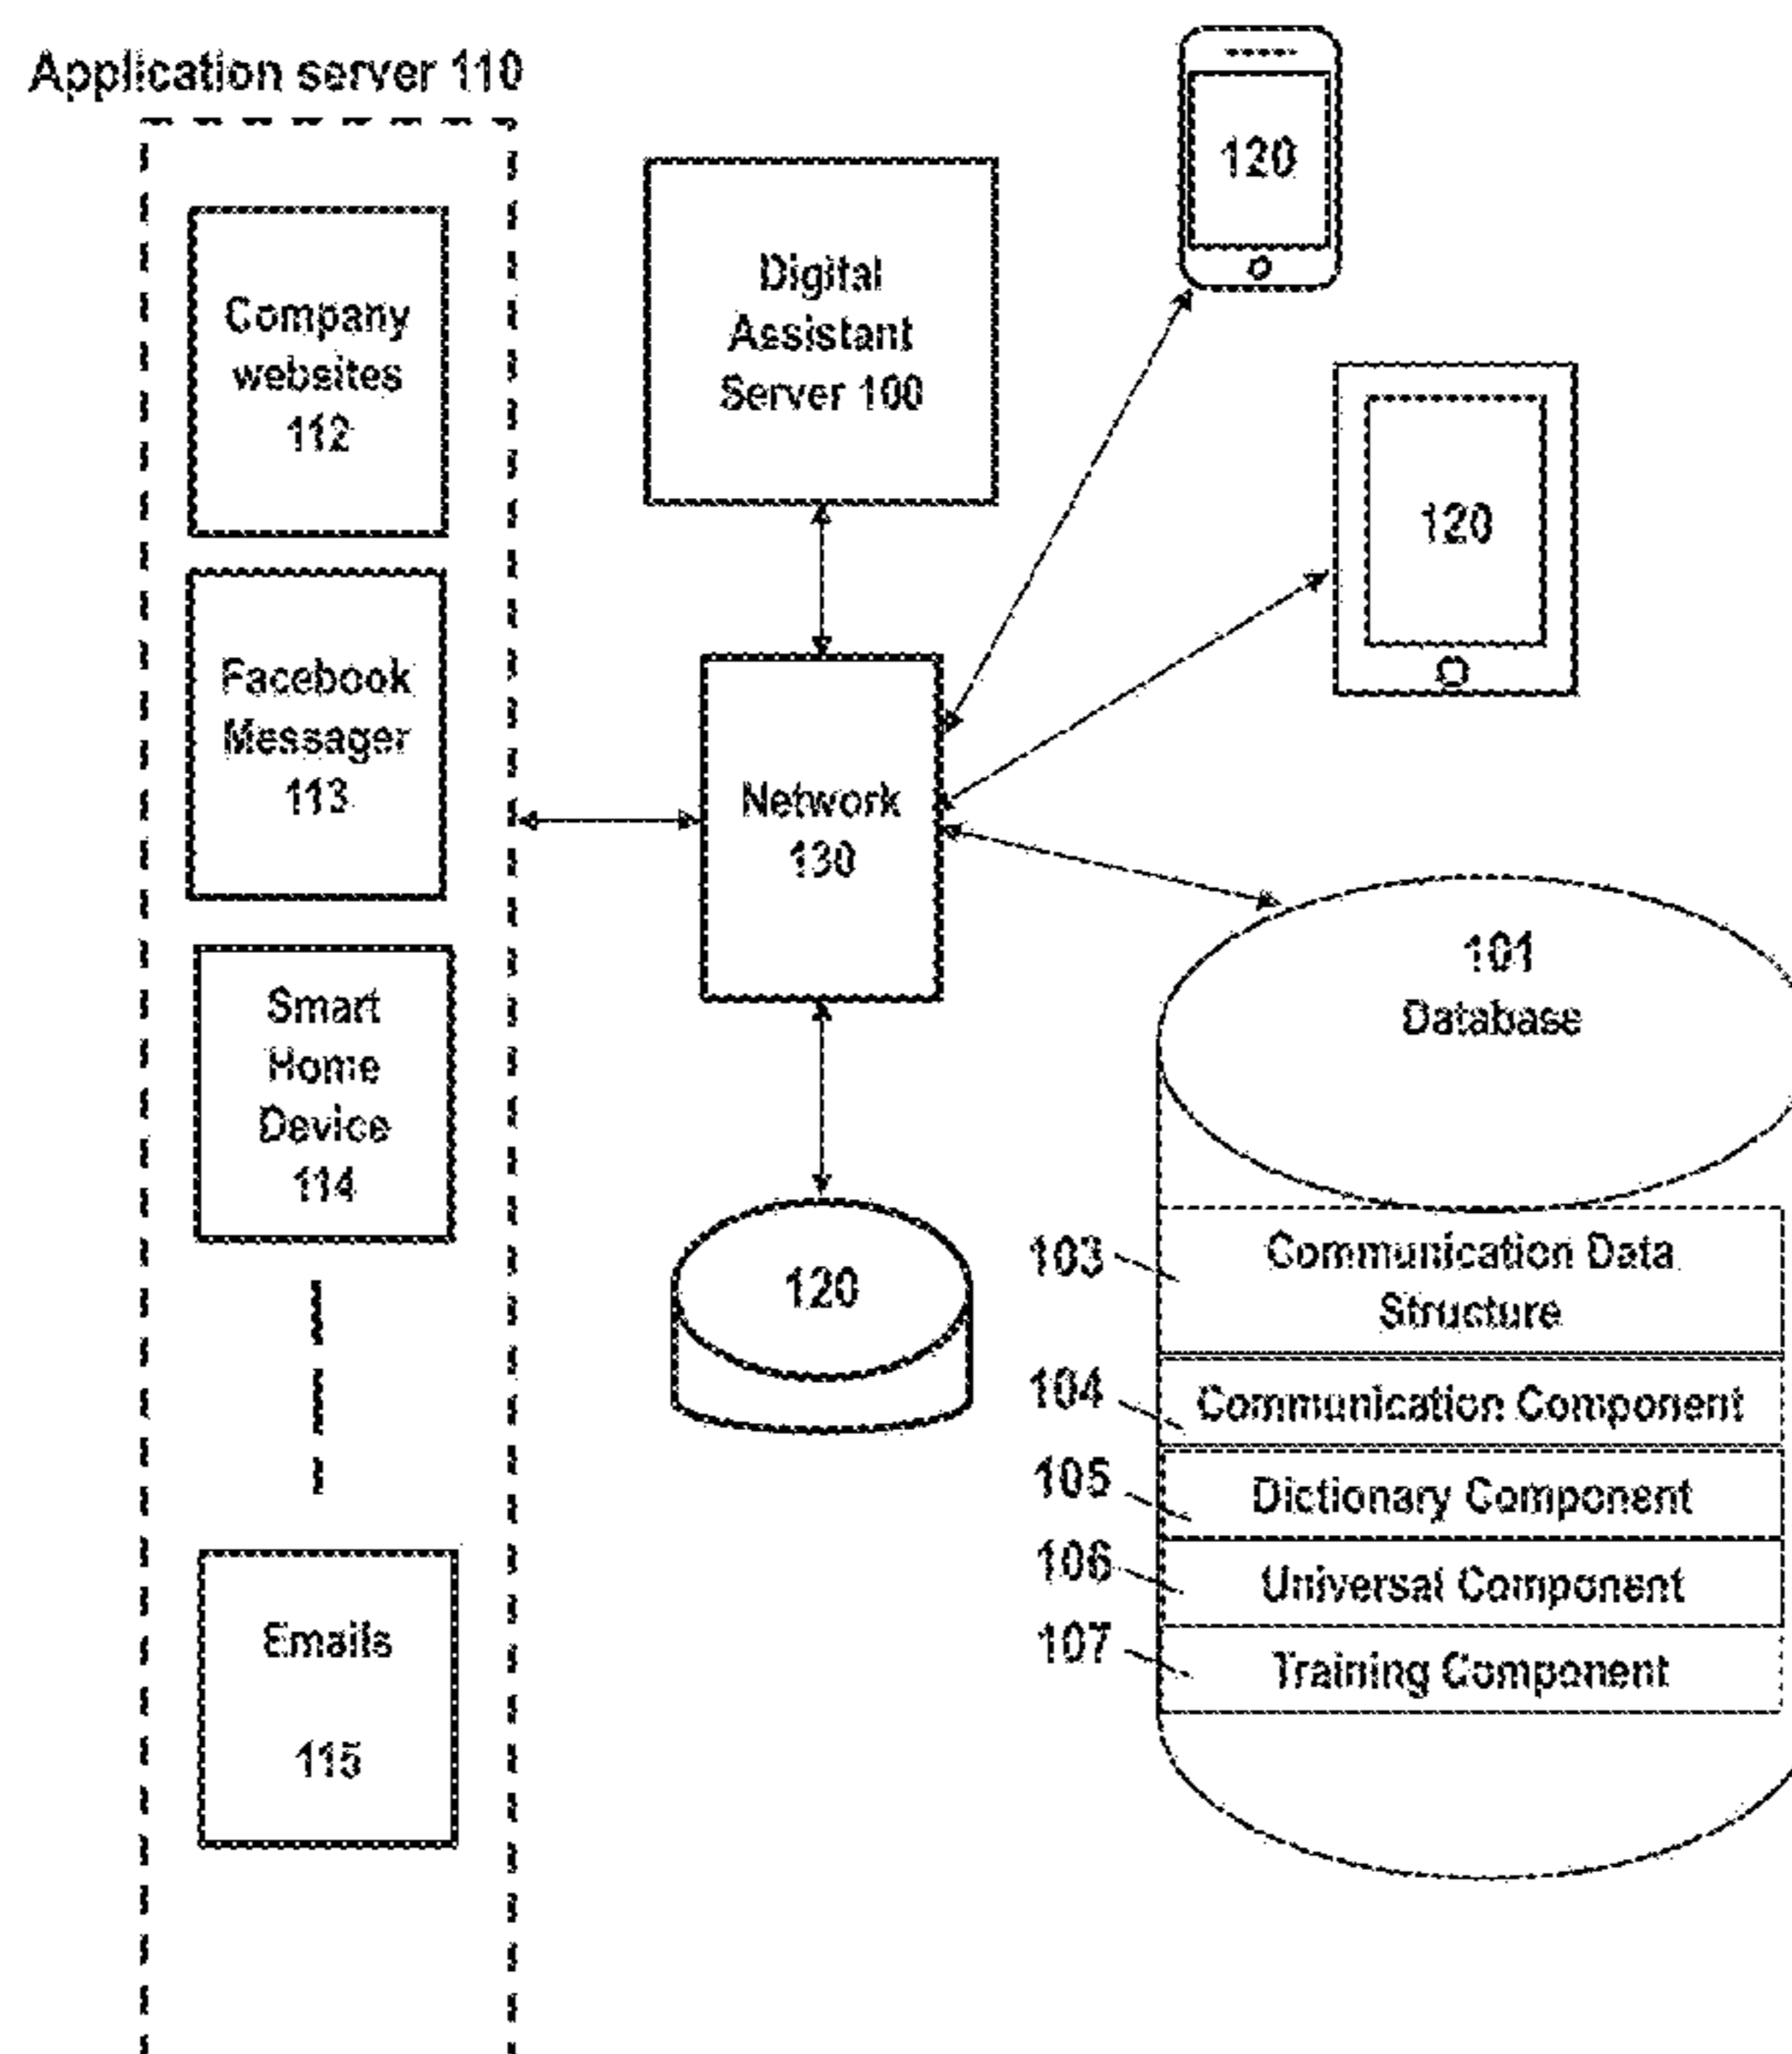 Application server 110
Company
websites
112
Facebook
Messager
113
Smart
Home
Device
114
Emails
115
Digital
Assistant
Server 100
Network
130
120
120
120
101
Database
103
Communication Data
Structure
104
Communication Component
105
Dictionary Component
106
Universal Component
107
Training Component